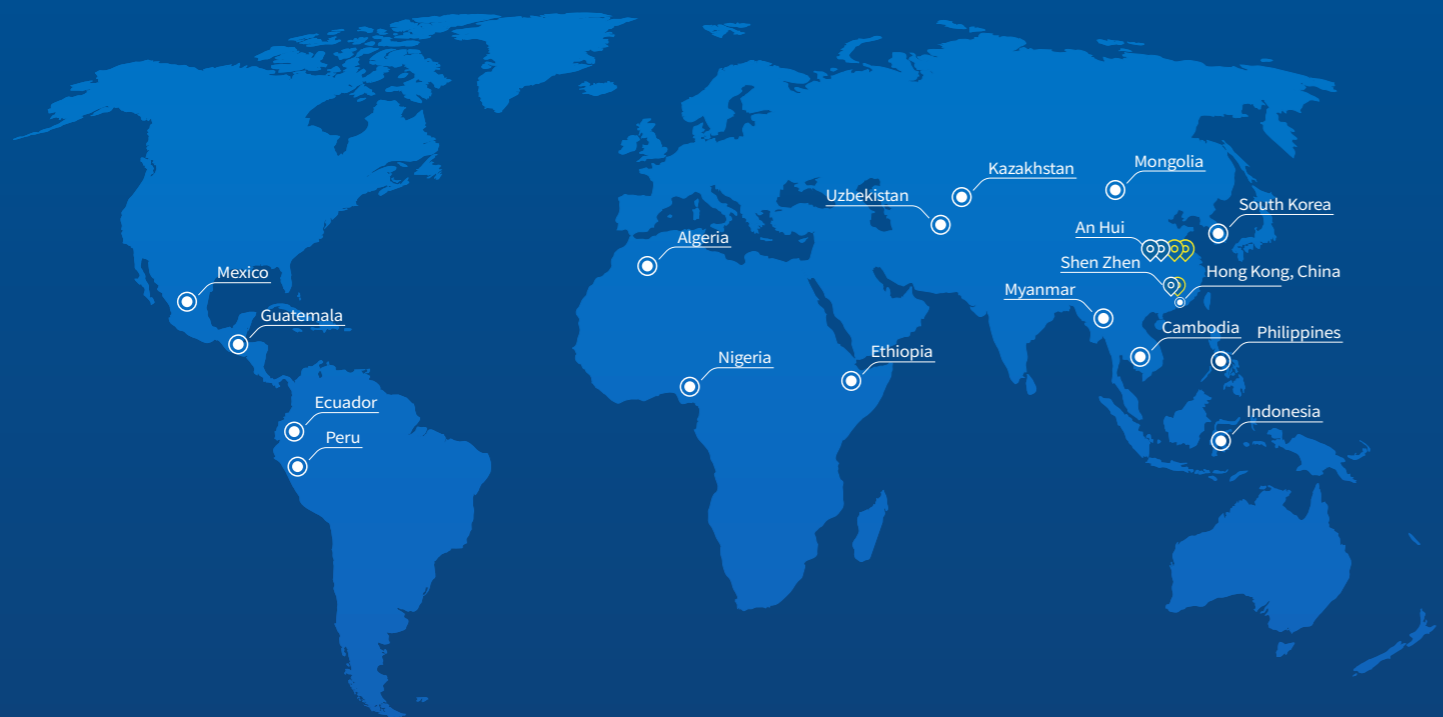 Kazakhstan
Mongolia
Uzbekistan
South Korea
An Hui
Algeria
Shen Zhen
Hong Kong, China
Mexico
Myanmar
Guatemala
Cambodia
Philippines
Nigeria
Ethiopia
Ecuador
Indonesia
Peru